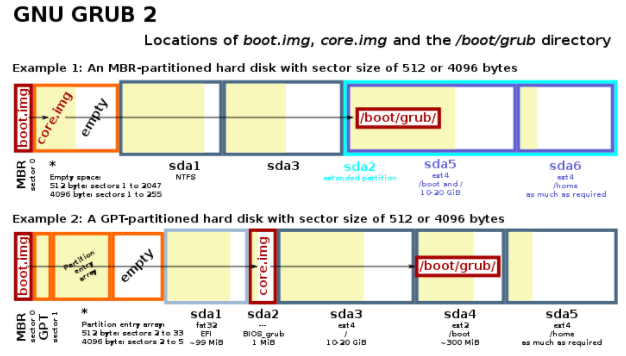 GNU GRUB 2
Locations of boot.img, core.img and the /boot/grub directory
Example 1: An MBR-partitioned hard disk with sector size of 512 or 4096 bytes
boot.img
core.img
empty
/boot/grub/
MBR
sector 0
*
Empty space:
512 byte: sectors 1 to 2047
4096 byte: sectors 1 to 255
sda1
NTFS
sda3
sda2
extended partition
sda5
ext4
/boot and /
10-20 GiB
sda6
ext4
/home
as much as required
Example 2: A GPT-partitioned hard disk with sector size of 512 or 4096 bytes
boot.img
Partition
entry
array
empty
core.img
/boot/grub/
MBR
sector 0
GPT
sector 1
*
Partition entry array:
512 byte: sectors 2 to 33
4096 byte: sectors 2 to 5
sda1
fat32
EFI
~99 MiB
sda2
---
BIOS_grub
1 MiB
sda3
ext4
/
10-20 GiB
sda4
ext2
/boot
~300 MiB
sda5
ext4
/home
as much as required